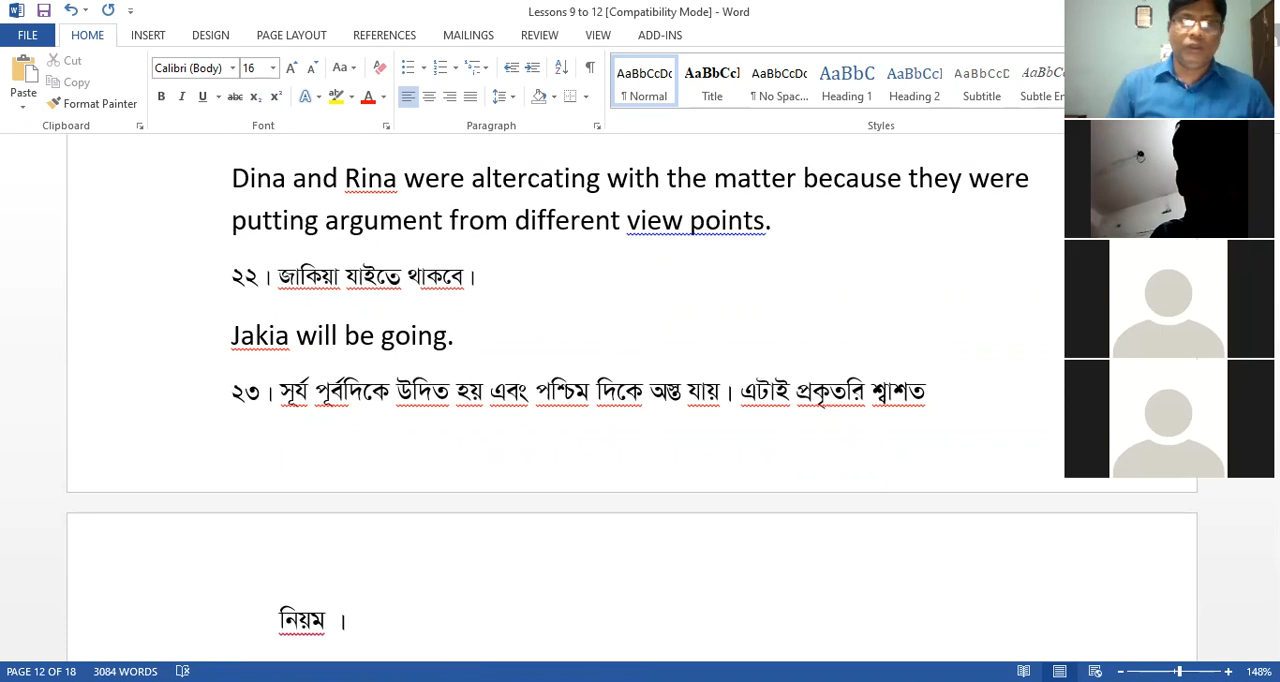 Lessons 9 to 12 [Compatibility Mode] - Word
FILE HOME INSERT DESIGN PAGE LAYOUT REFERENCES MAILINGS REVIEW VIEW ADD-INS
Cut
Copy
Paste
Format Painter
Calibri (Body) 16
AaBbCcDc AaBbCcl AaBbCcDc AaBbC AaBbCcl AaBbCcD AaBbCcD
¶ Normal Title ¶ No Spac... Heading 1 Heading 2 Subtitle Subtle Em
Clipboard Font Paragraph Styles
Dina and Rina were altercating with the matter because they were
putting argument from different view points.
২২। জাকিয়া যাইতে থাকবে।
Jakia will be going.
২৩। সূর্য পূর্বদিকে উদিত হয় এবং পশ্চিম দিকে অস্ত যায়। এটাই প্রকৃতরি শ্বাশত
নিয়ম ।
PAGE 12 OF 18 3084 WORDS 148%